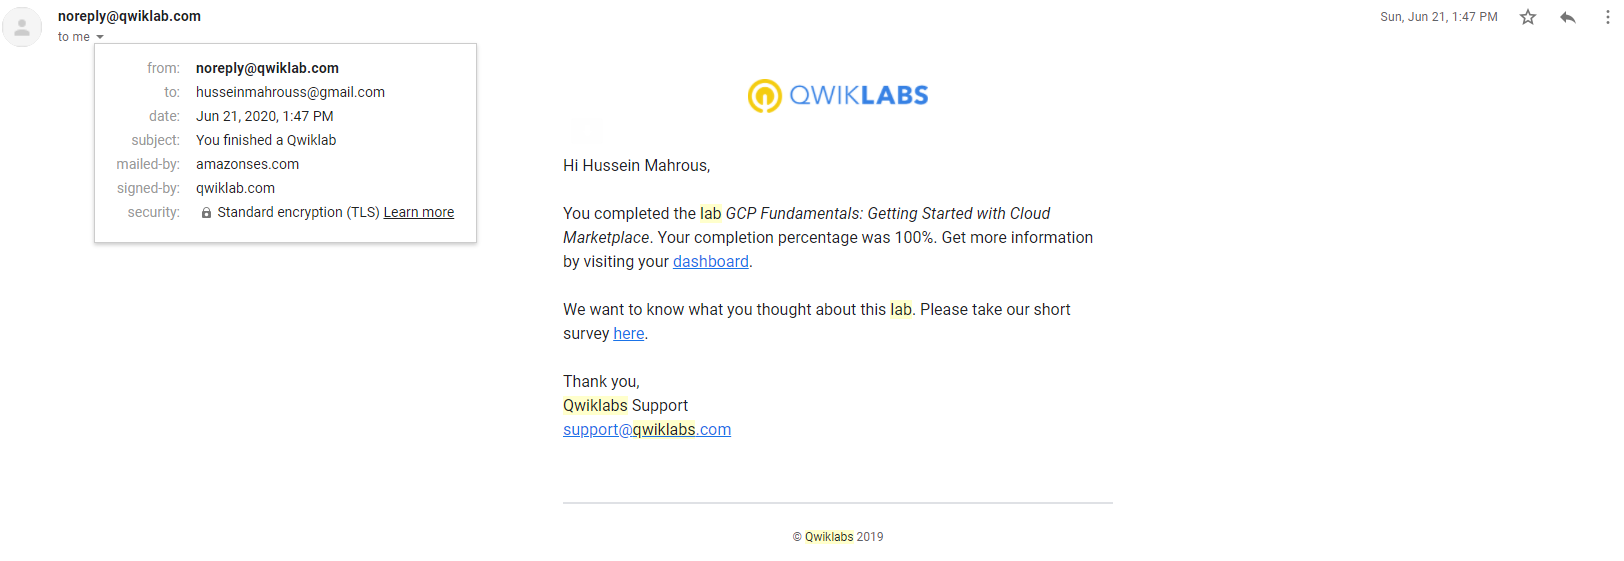 noreply@qwiklab.com
Sun, Jun 21, 1:47 PM
to me
from: noreply@qwiklab.com
to: husseinmahrouss@gmail.com
date: Jun 21, 2020, 1:47 PM
subject: You finished a Qwiklab
mailed-by: amazonses.com
signed-by: qwiklab.com
security: Standard encryption (TLS) Learn more
QWIKLABS
Hi Hussein Mahrous,
You completed the lab GCP Fundamentals: Getting Started with Cloud
Marketplace. Your completion percentage was 100%. Get more information
by visiting your dashboard.
We want to know what you thought about this lab. Please take our short
survey here.
Thank you,
Qwiklabs Support
support@qwiklabs.com
© Qwiklabs 2019